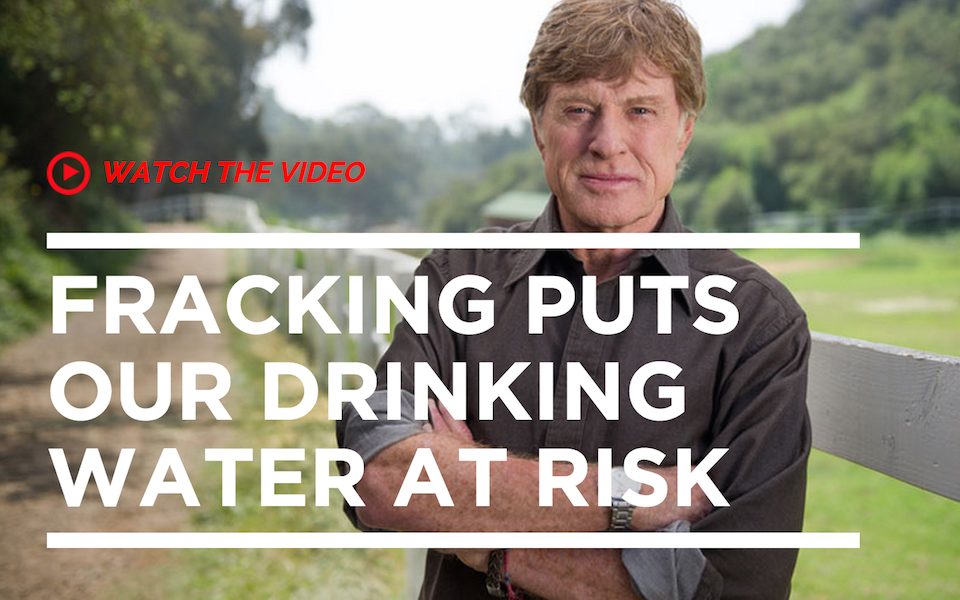 WATCH THE VIDEO
FRACKING PUTS
OUR DRINKING
WATER AT RISK